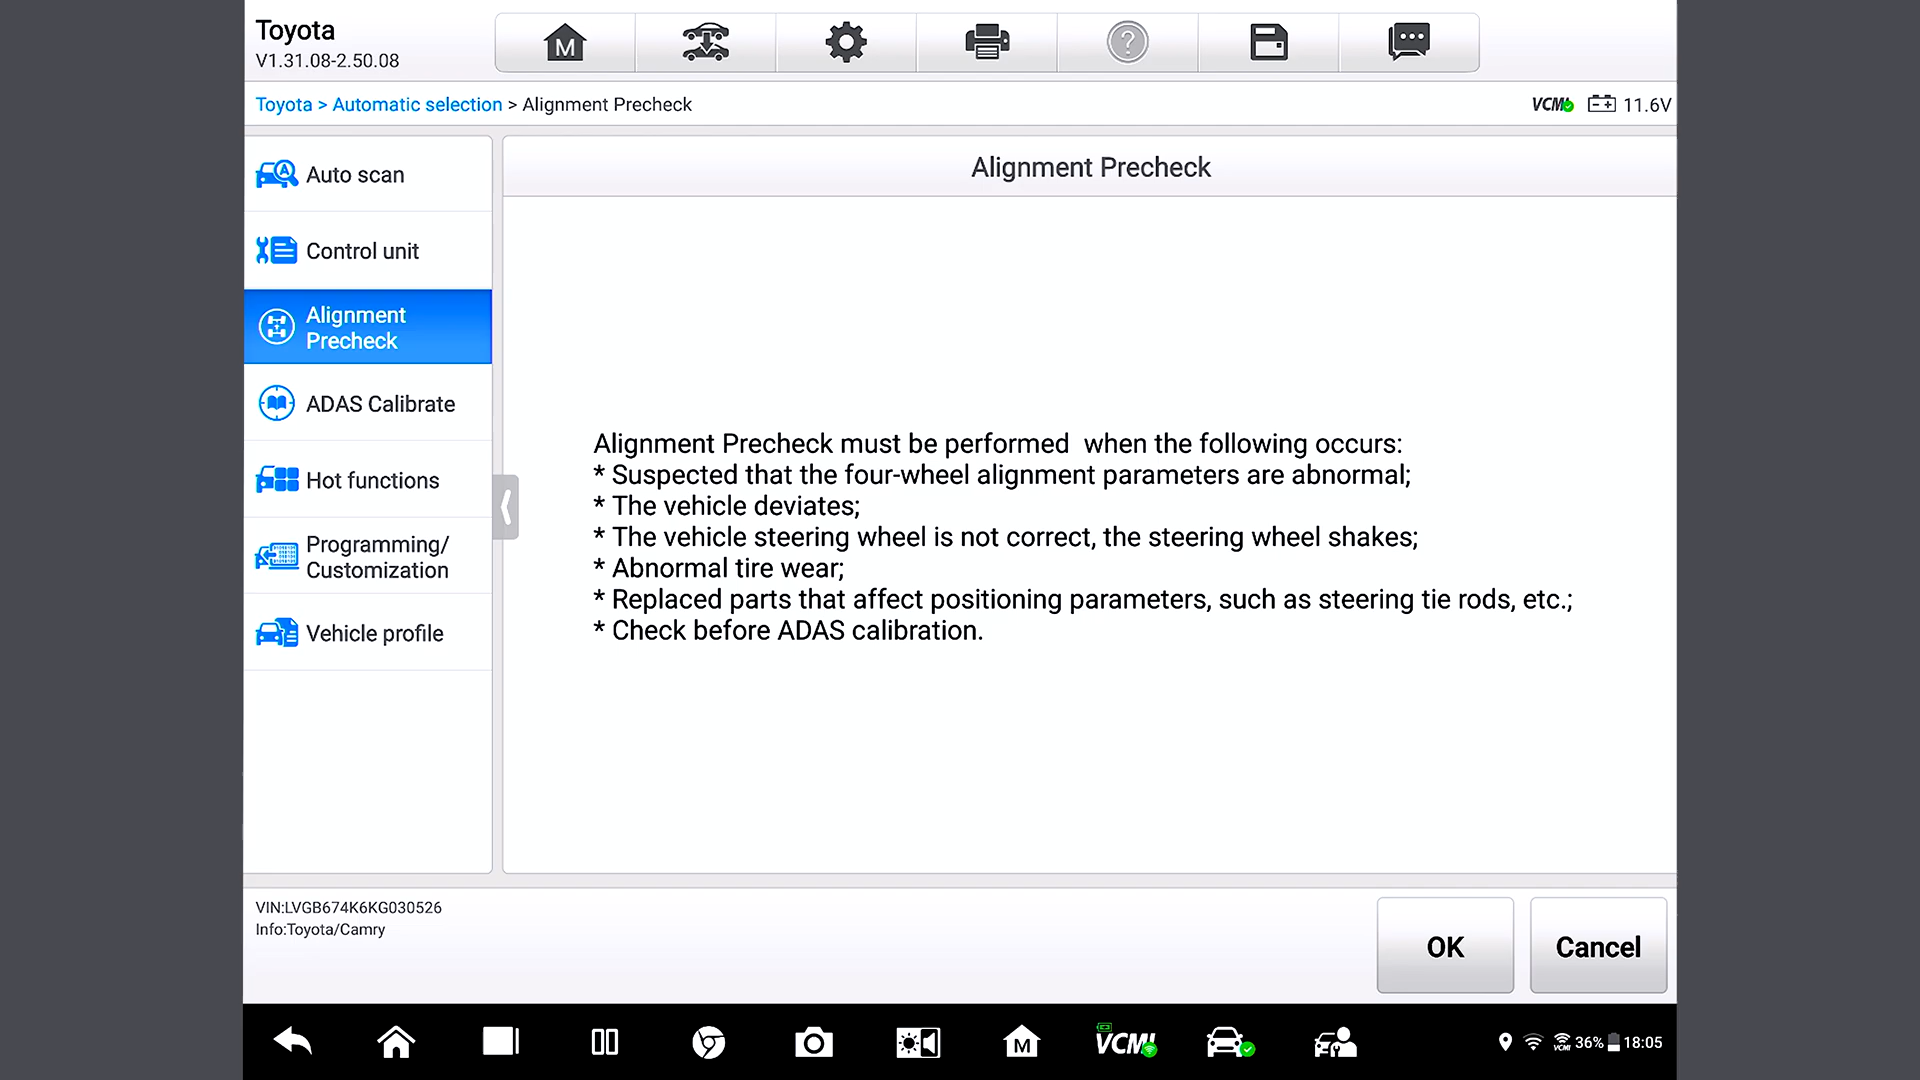 Toyota
V1.31.08-2.50.08
M
?
Toyota > Automatic selection > Alignment Precheck
VCMI
11.6V
A
Auto scan
Control unit
Alignment
Precheck
ADAS Calibrate
Hot functions
Programming/
Customization
Vehicle profile
Alignment Precheck
Alignment Precheck must be performed  when the following occurs:
* Suspected that the four-wheel alignment parameters are abnormal;
* The vehicle deviates;
* The vehicle steering wheel is not correct, the steering wheel shakes;
* Abnormal tire wear;
* Replaced parts that affect positioning parameters, such as steering tie rods, etc.;
* Check before ADAS calibration.
VIN:LVGB674K6KG030526
Info:Toyota/Camry
OK
Cancel
M
VCMI
VCMI
36%
18:05